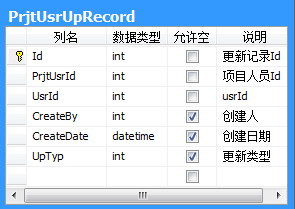 PrjtUsrUpRecord
列名 数据类型 允许空 说明
Id int 更新记录Id
PrjtUsrId int 项目人员Id
UsrId int usrId
CreateBy int 创建人
CreateDate datetime 创建日期
UpTyp int 更新类型